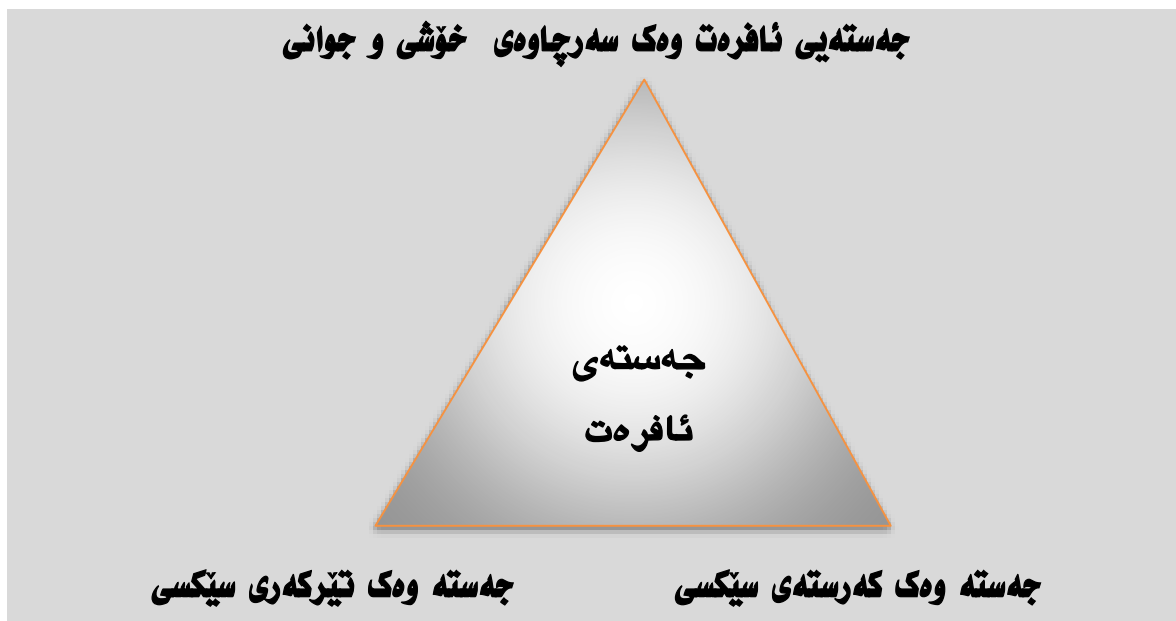 جەستەیی ئافرەت وەک سەرچاوەی خۆشی و جوانی
جەستەی
ئافرەت
جەستە وەک کەرستەی سێکسی
جەستە وەک تێرکەری سێکسی